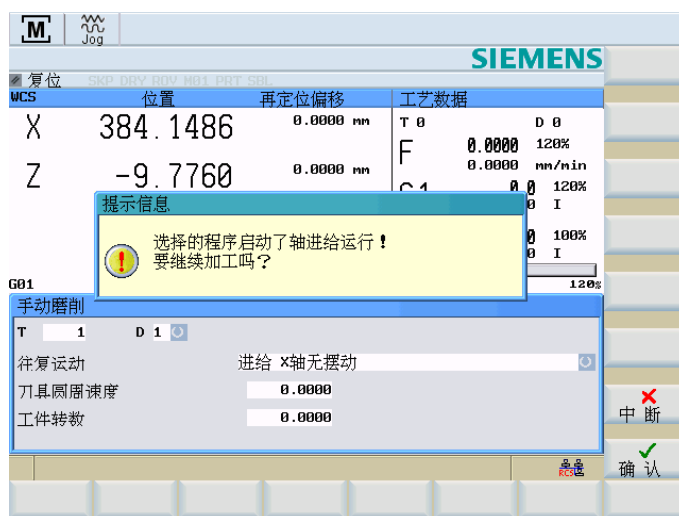 M
Jog
SIEMENS
复位 SKP DRY ROV M01 PRT SBL
WCS 位置 再定位偏移 工艺数据
X 384.1486 0.0000 mm T 0 D 0
F 0.0000 120%
Z -9.7760 0.0000 mm 0.0000 mm/min
120%
提示信息 I
选择的程序启动了轴进给运行！ 100%
要继续加工吗？ I
G01 120%
手动磨削
T 1 D 1
往复运动 进给 X轴无摆动
刀具圆周速度 0.0000
工件转数 0.0000
中断
RCS
确认